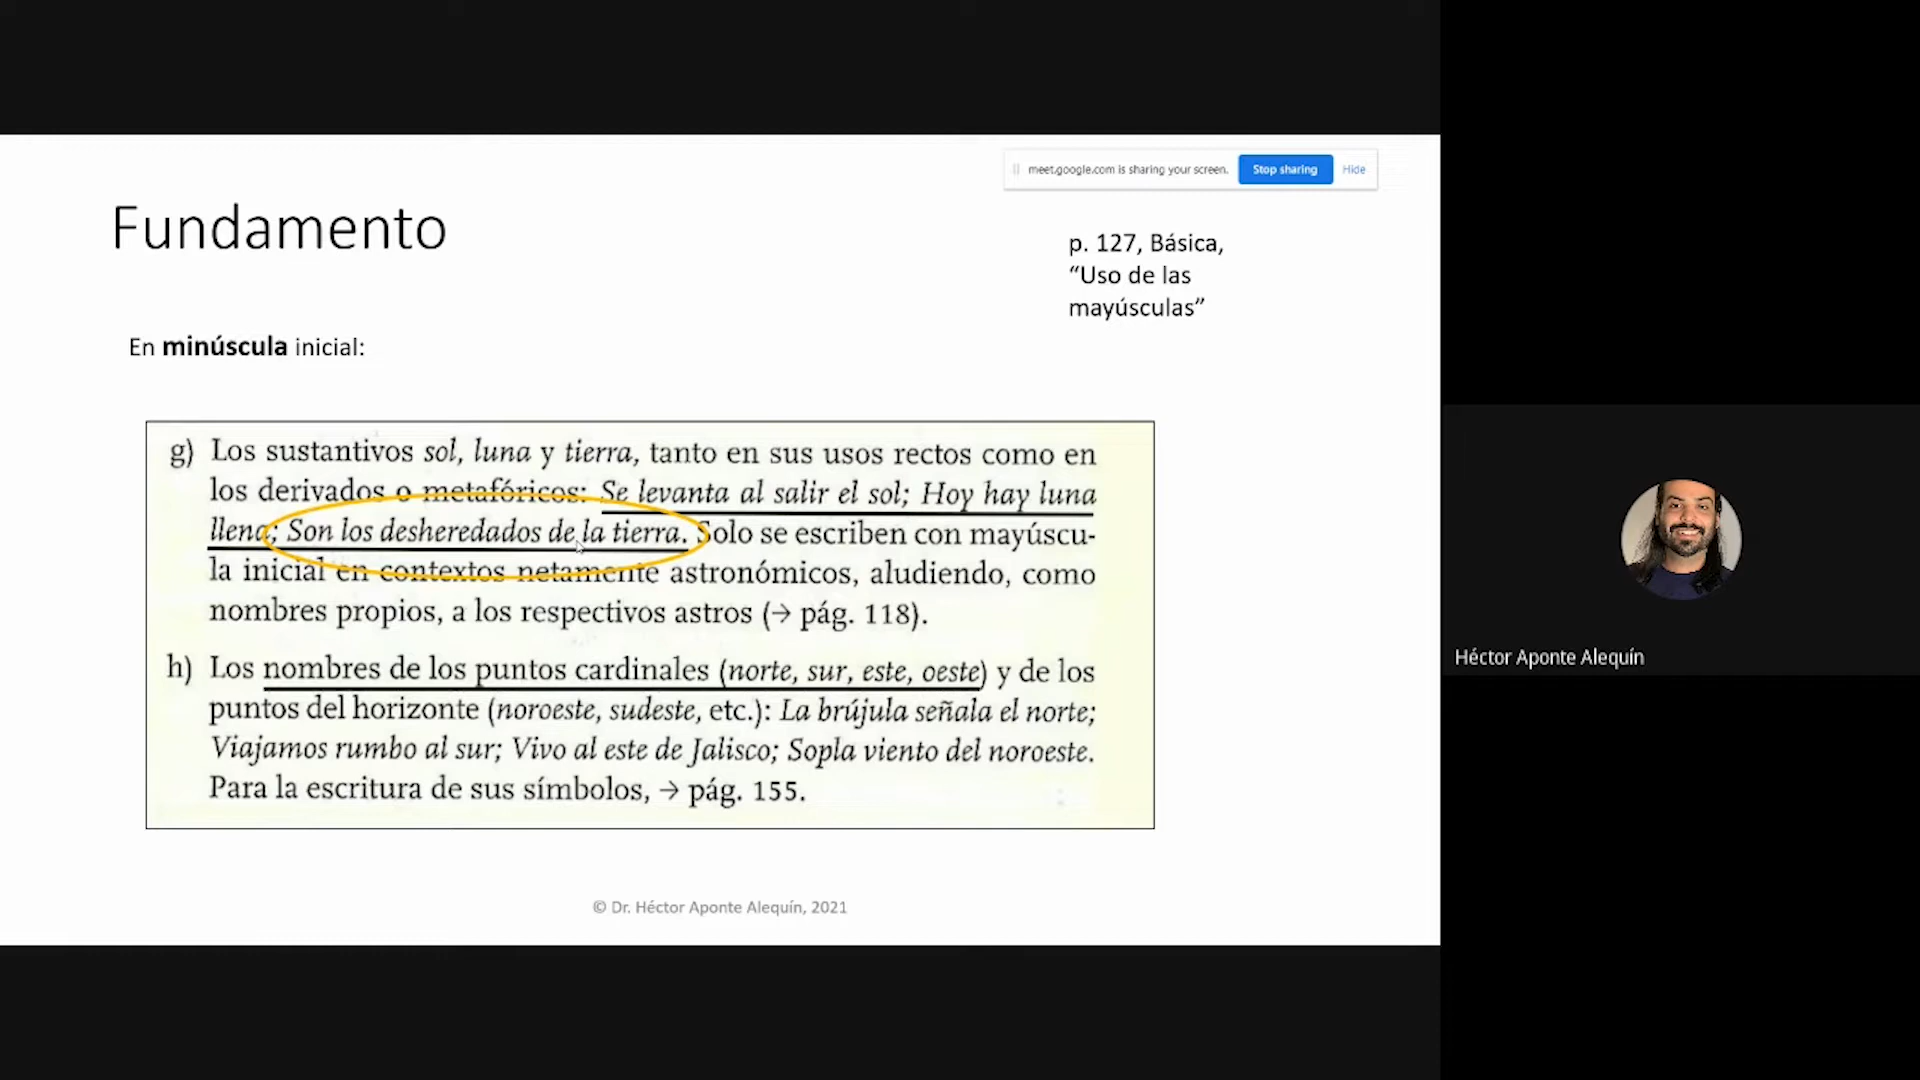 meet.google.com is sharing your screen. Stop sharing Hide
Fundamento
p. 127, Básica,
“Uso de las
mayúsculas”
En minúscula inicial:
g) Los sustantivos sol, luna y tierra, tanto en sus usos rectos como en
los derivados o metafóricos: Se levanta al salir el sol; Hoy hay luna
llena; Son los desheredados de la tierra. Solo se escriben con mayúscu-
la inicial en contextos netamente astronómicos, aludiendo, como
nombres propios, a los respectivos astros (→ pág. 118).
h) Los nombres de los puntos cardinales (norte, sur, este, oeste) y de los
puntos del horizonte (noroeste, sudeste, etc.): La brújula señala el norte;
Viajamos rumbo al sur; Vivo al este de Jalisco; Sopla viento del noroeste.
Para la escritura de sus símbolos, → pág. 155.
© Dr. Héctor Aponte Alequín, 2021
Héctor Aponte Alequín